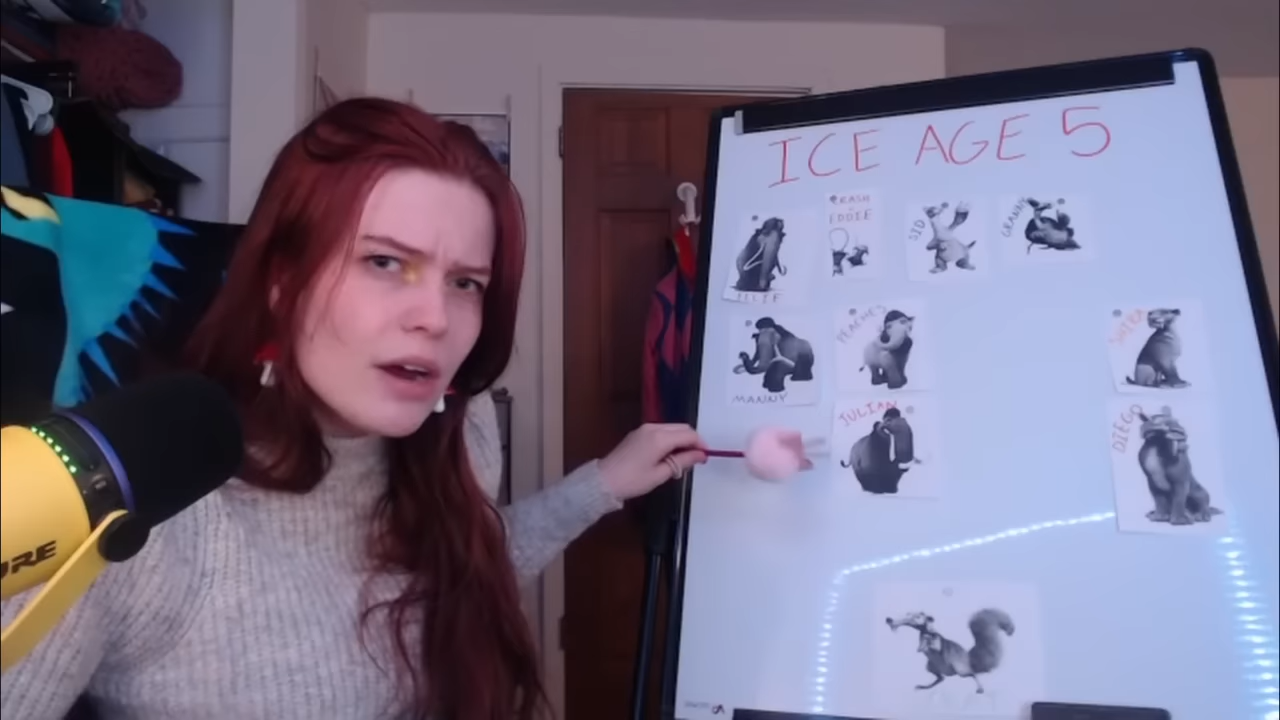 ICE AGE 5
CRASH
EDDIE
SID
GRANNY
ELLIE
PEACHES
SHIRA
MANNY
JULIAN
DIEGO